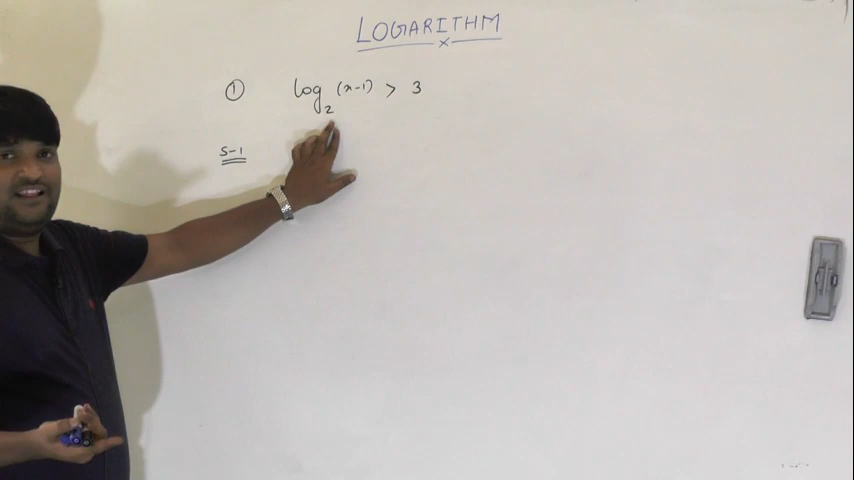 LOGARITHM
x
① log₂ (x-1) > 3
S-1